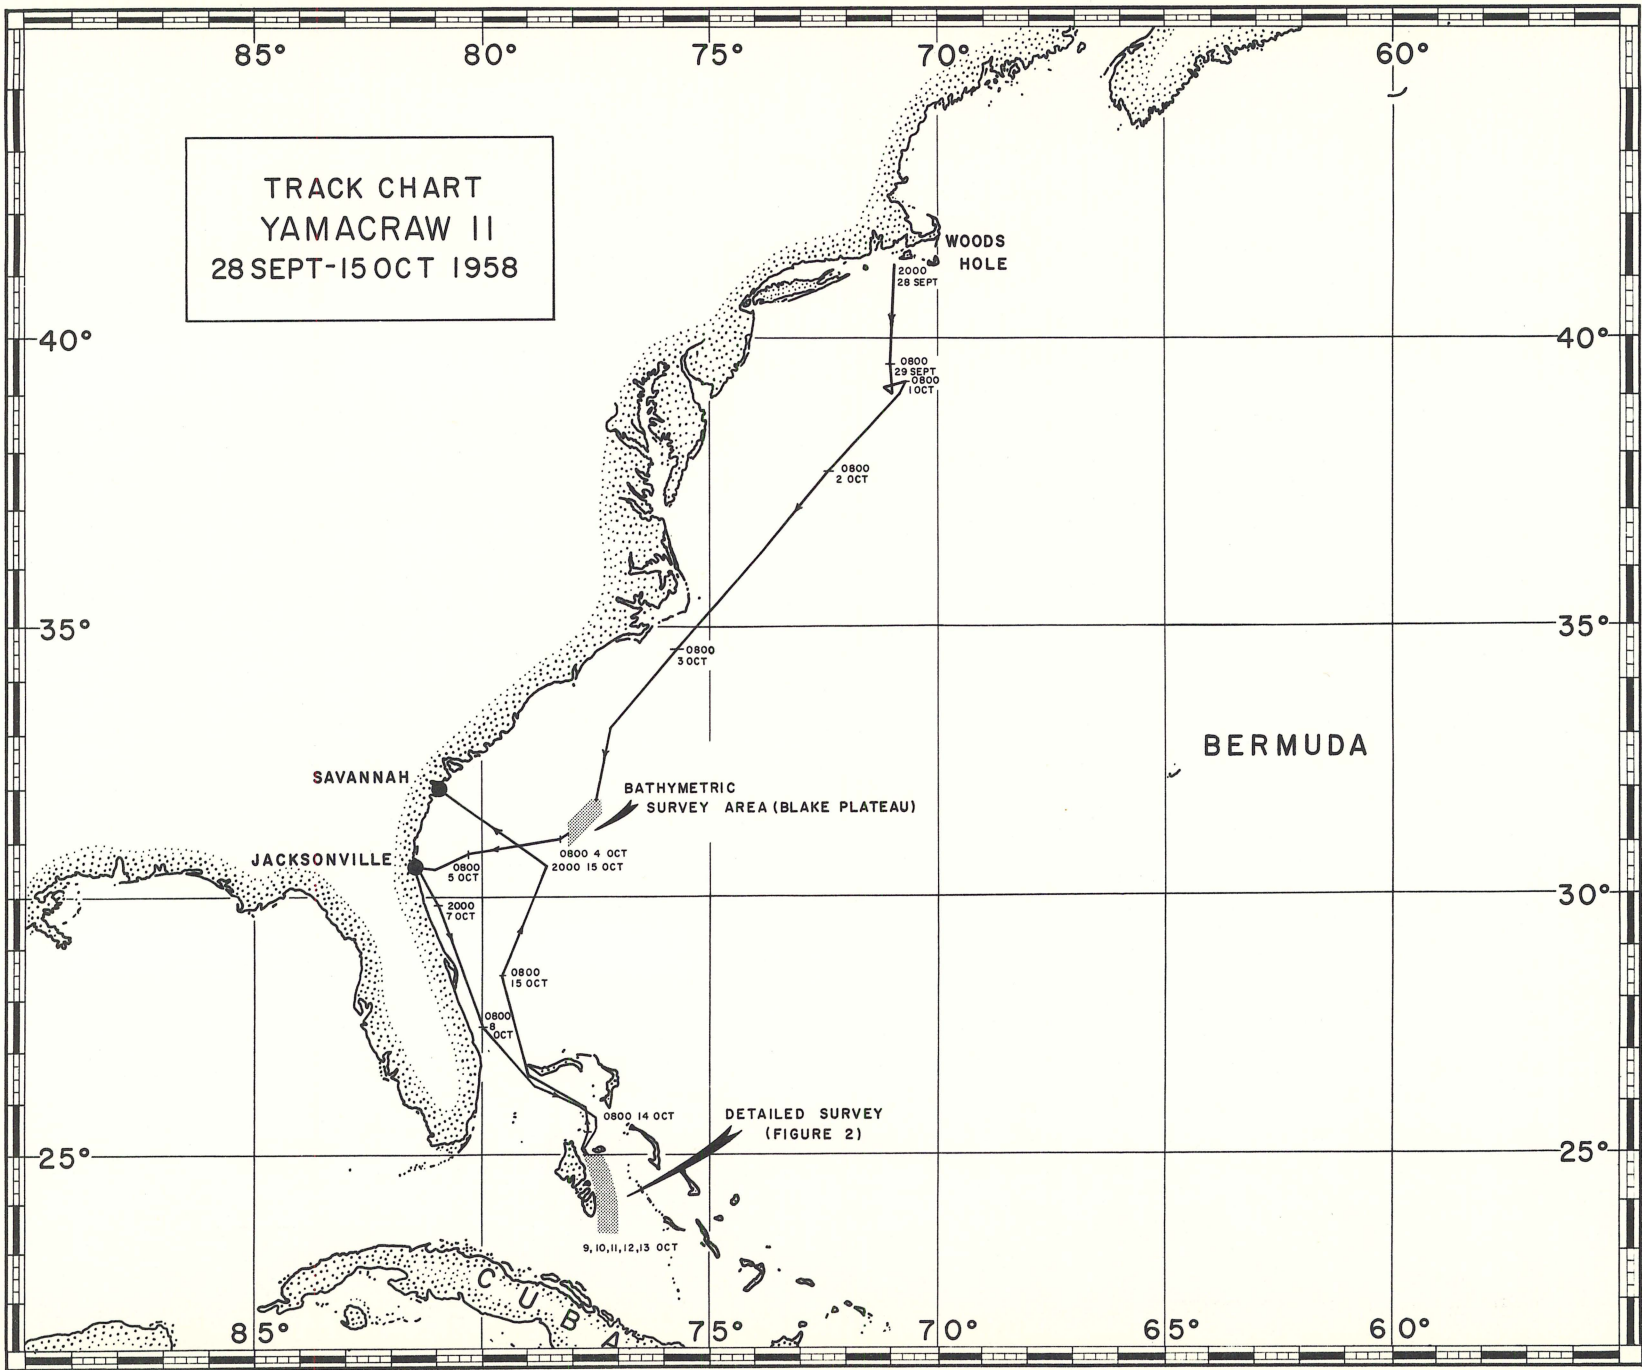 85° 80° 75° 70° 60°
TRACK CHART
YAMACRAW II
28 SEPT-15 OCT 1958
WOODS
HOLE
2000
28 SEPT
40° 40°
0800
29 SEPT
0800
1 OCT
0800
2 OCT
35° 35°
0800
3 OCT
BERMUDA
SAVANNAH
BATHYMETRIC
SURVEY AREA (BLAKE PLATEAU)
JACKSONVILLE
0800 4 OCT
2000 15 OCT
0800
5 OCT
30°
2000
7 OCT
0800
15 OCT
0800
8
OCT
0800 14 OCT
DETAILED SURVEY
(FIGURE 2)
25° 25°
9, 10, 11, 12, 13 OCT
CUBA
85° 75° 70° 65° 60°